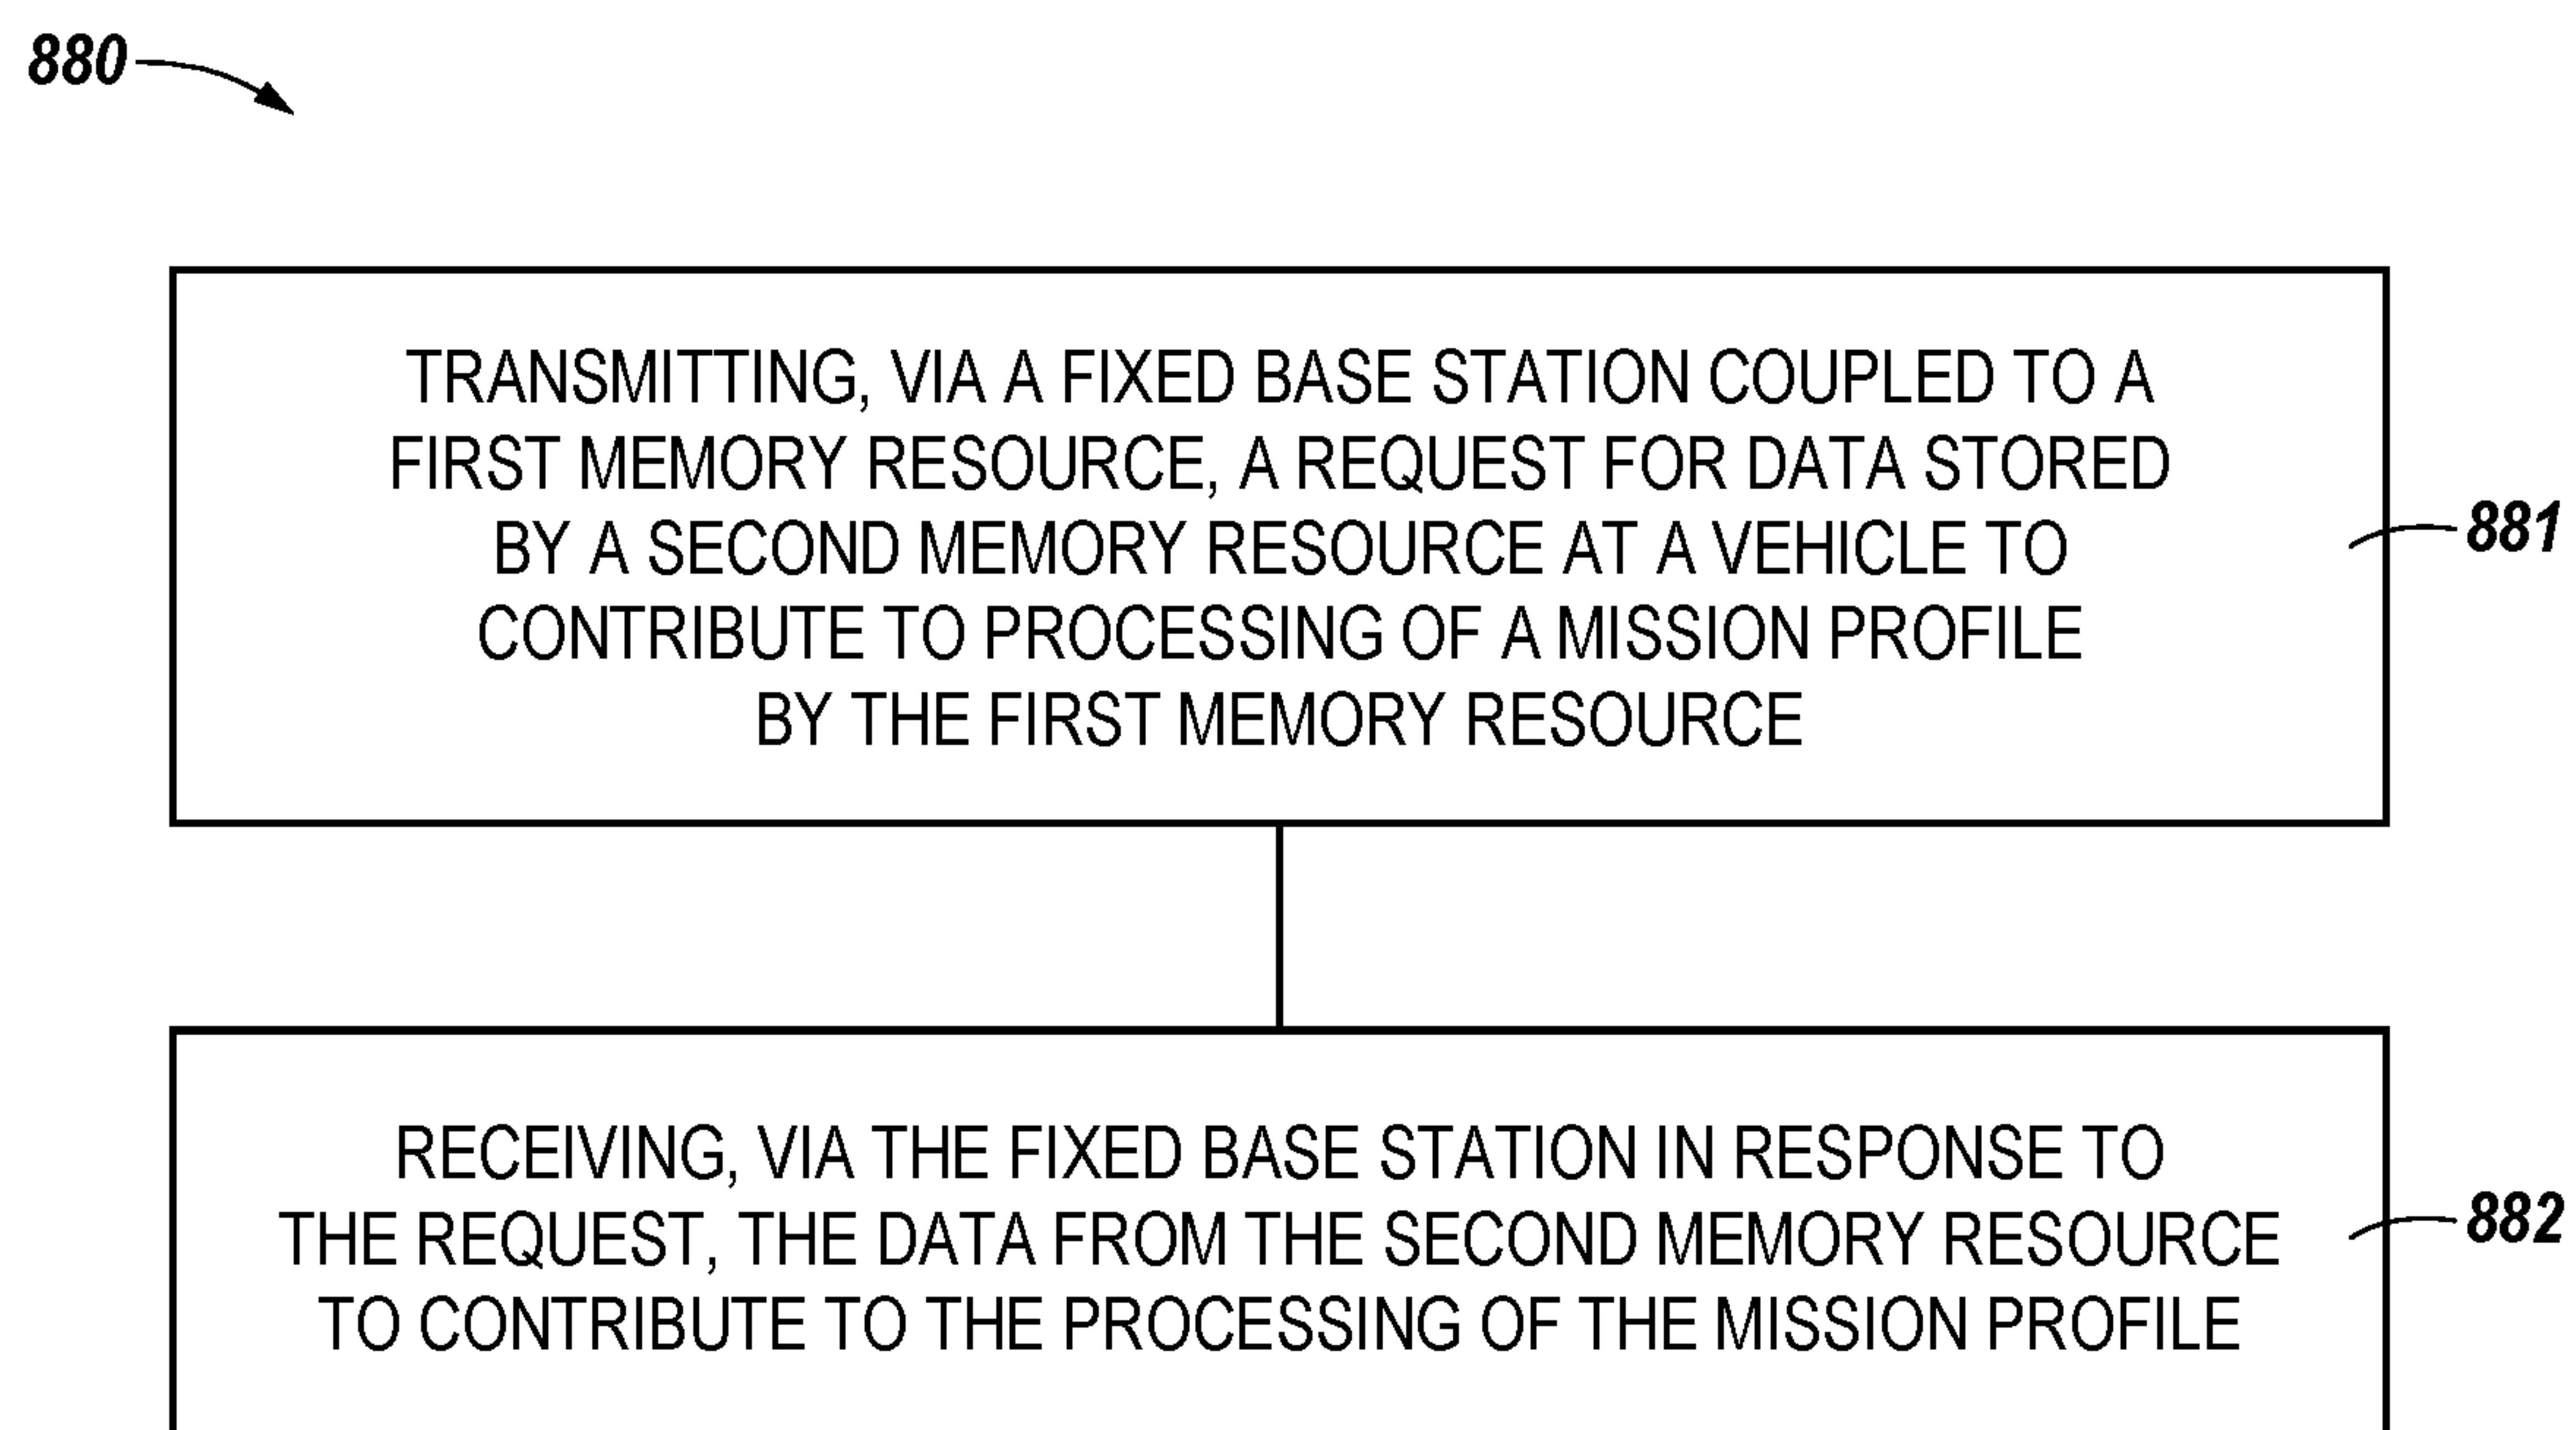 880
TRANSMITTING, VIA A FIXED BASE STATION COUPLED TO A
FIRST MEMORY RESOURCE, A REQUEST FOR DATA STORED
BY A SECOND MEMORY RESOURCE AT A VEHICLE TO
CONTRIBUTE TO PROCESSING OF A MISSION PROFILE
BY THE FIRST MEMORY RESOURCE
881
RECEIVING, VIA THE FIXED BASE STATION IN RESPONSE TO
THE REQUEST, THE DATA FROM THE SECOND MEMORY RESOURCE
TO CONTRIBUTE TO THE PROCESSING OF THE MISSION PROFILE
882